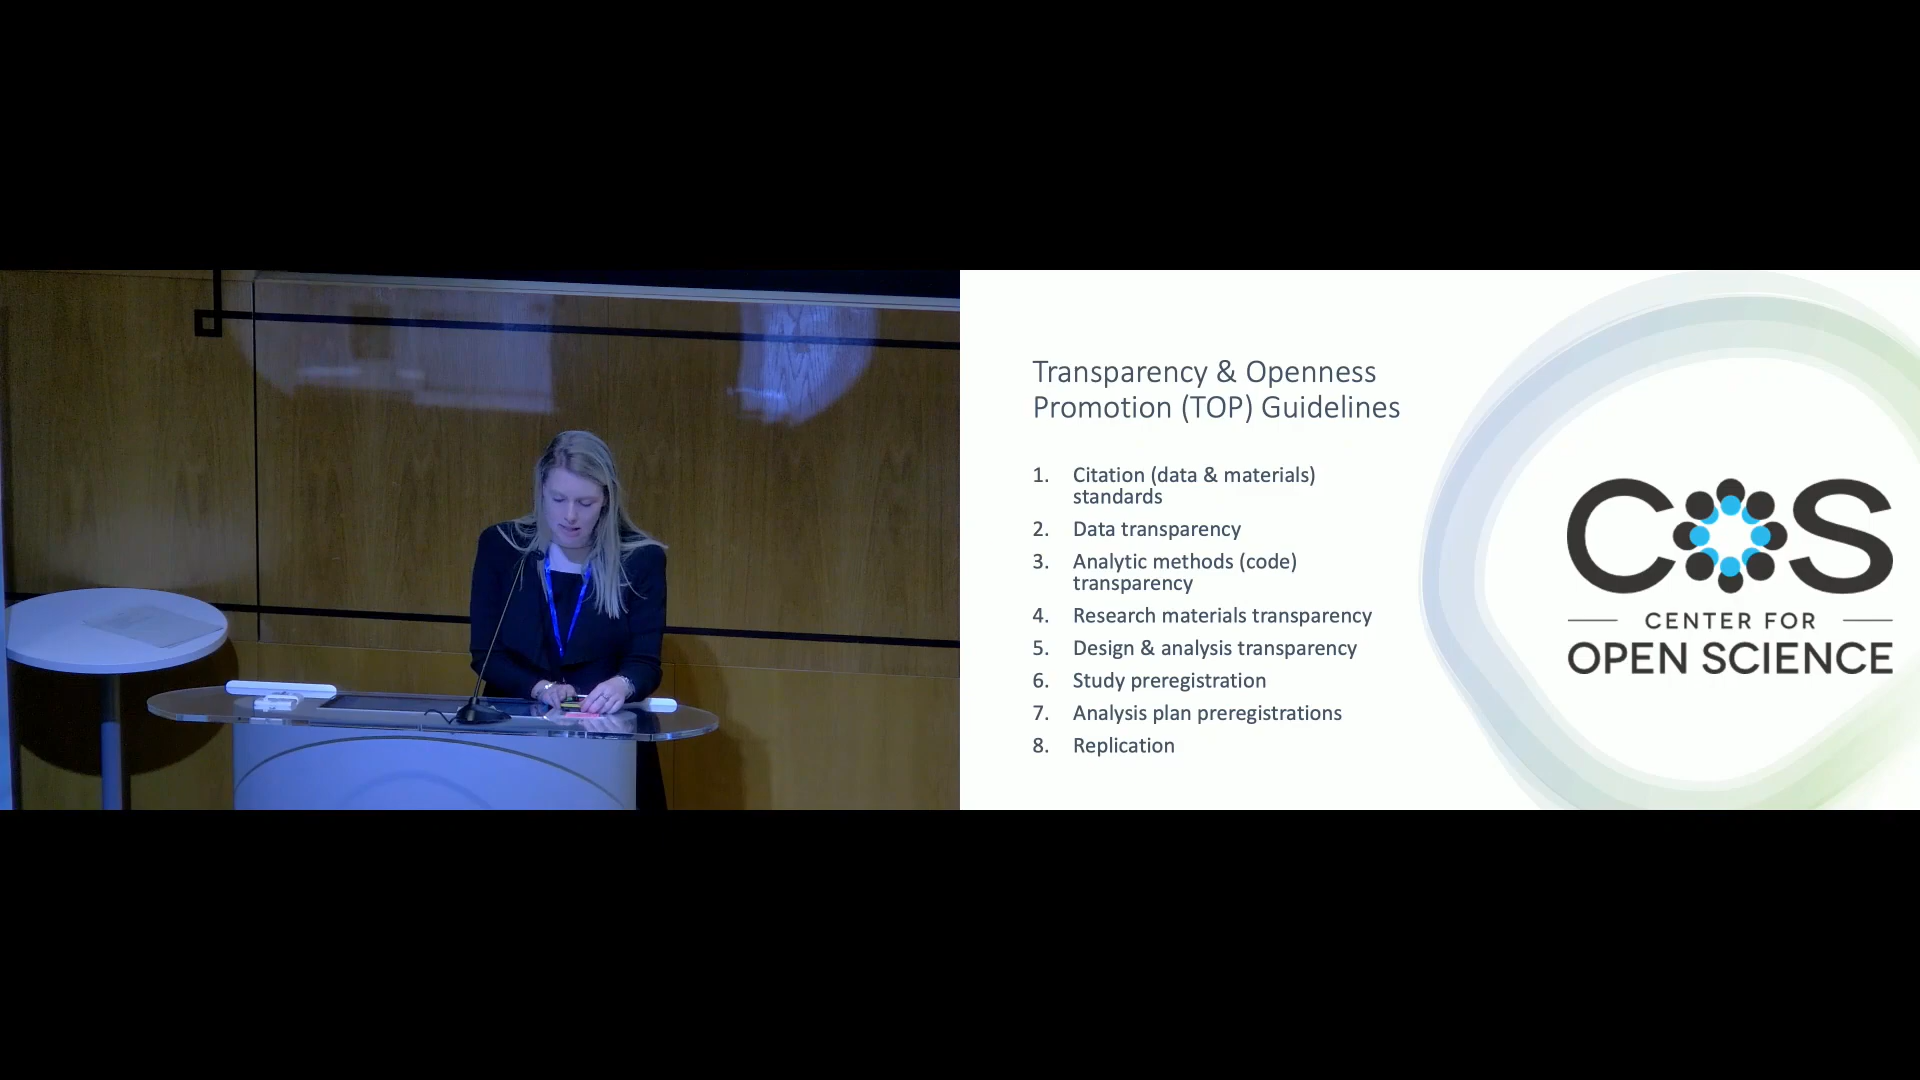 Transparency & Openness
Promotion (TOP) Guidelines
1. Citation (data & materials)
standards
2. Data transparency
3. Analytic methods (code)
transparency
4. Research materials transparency
5. Design & analysis transparency
6. Study preregistration
7. Analysis plan preregistrations
8. Replication
COS
CENTER FOR
OPEN SCIENCE